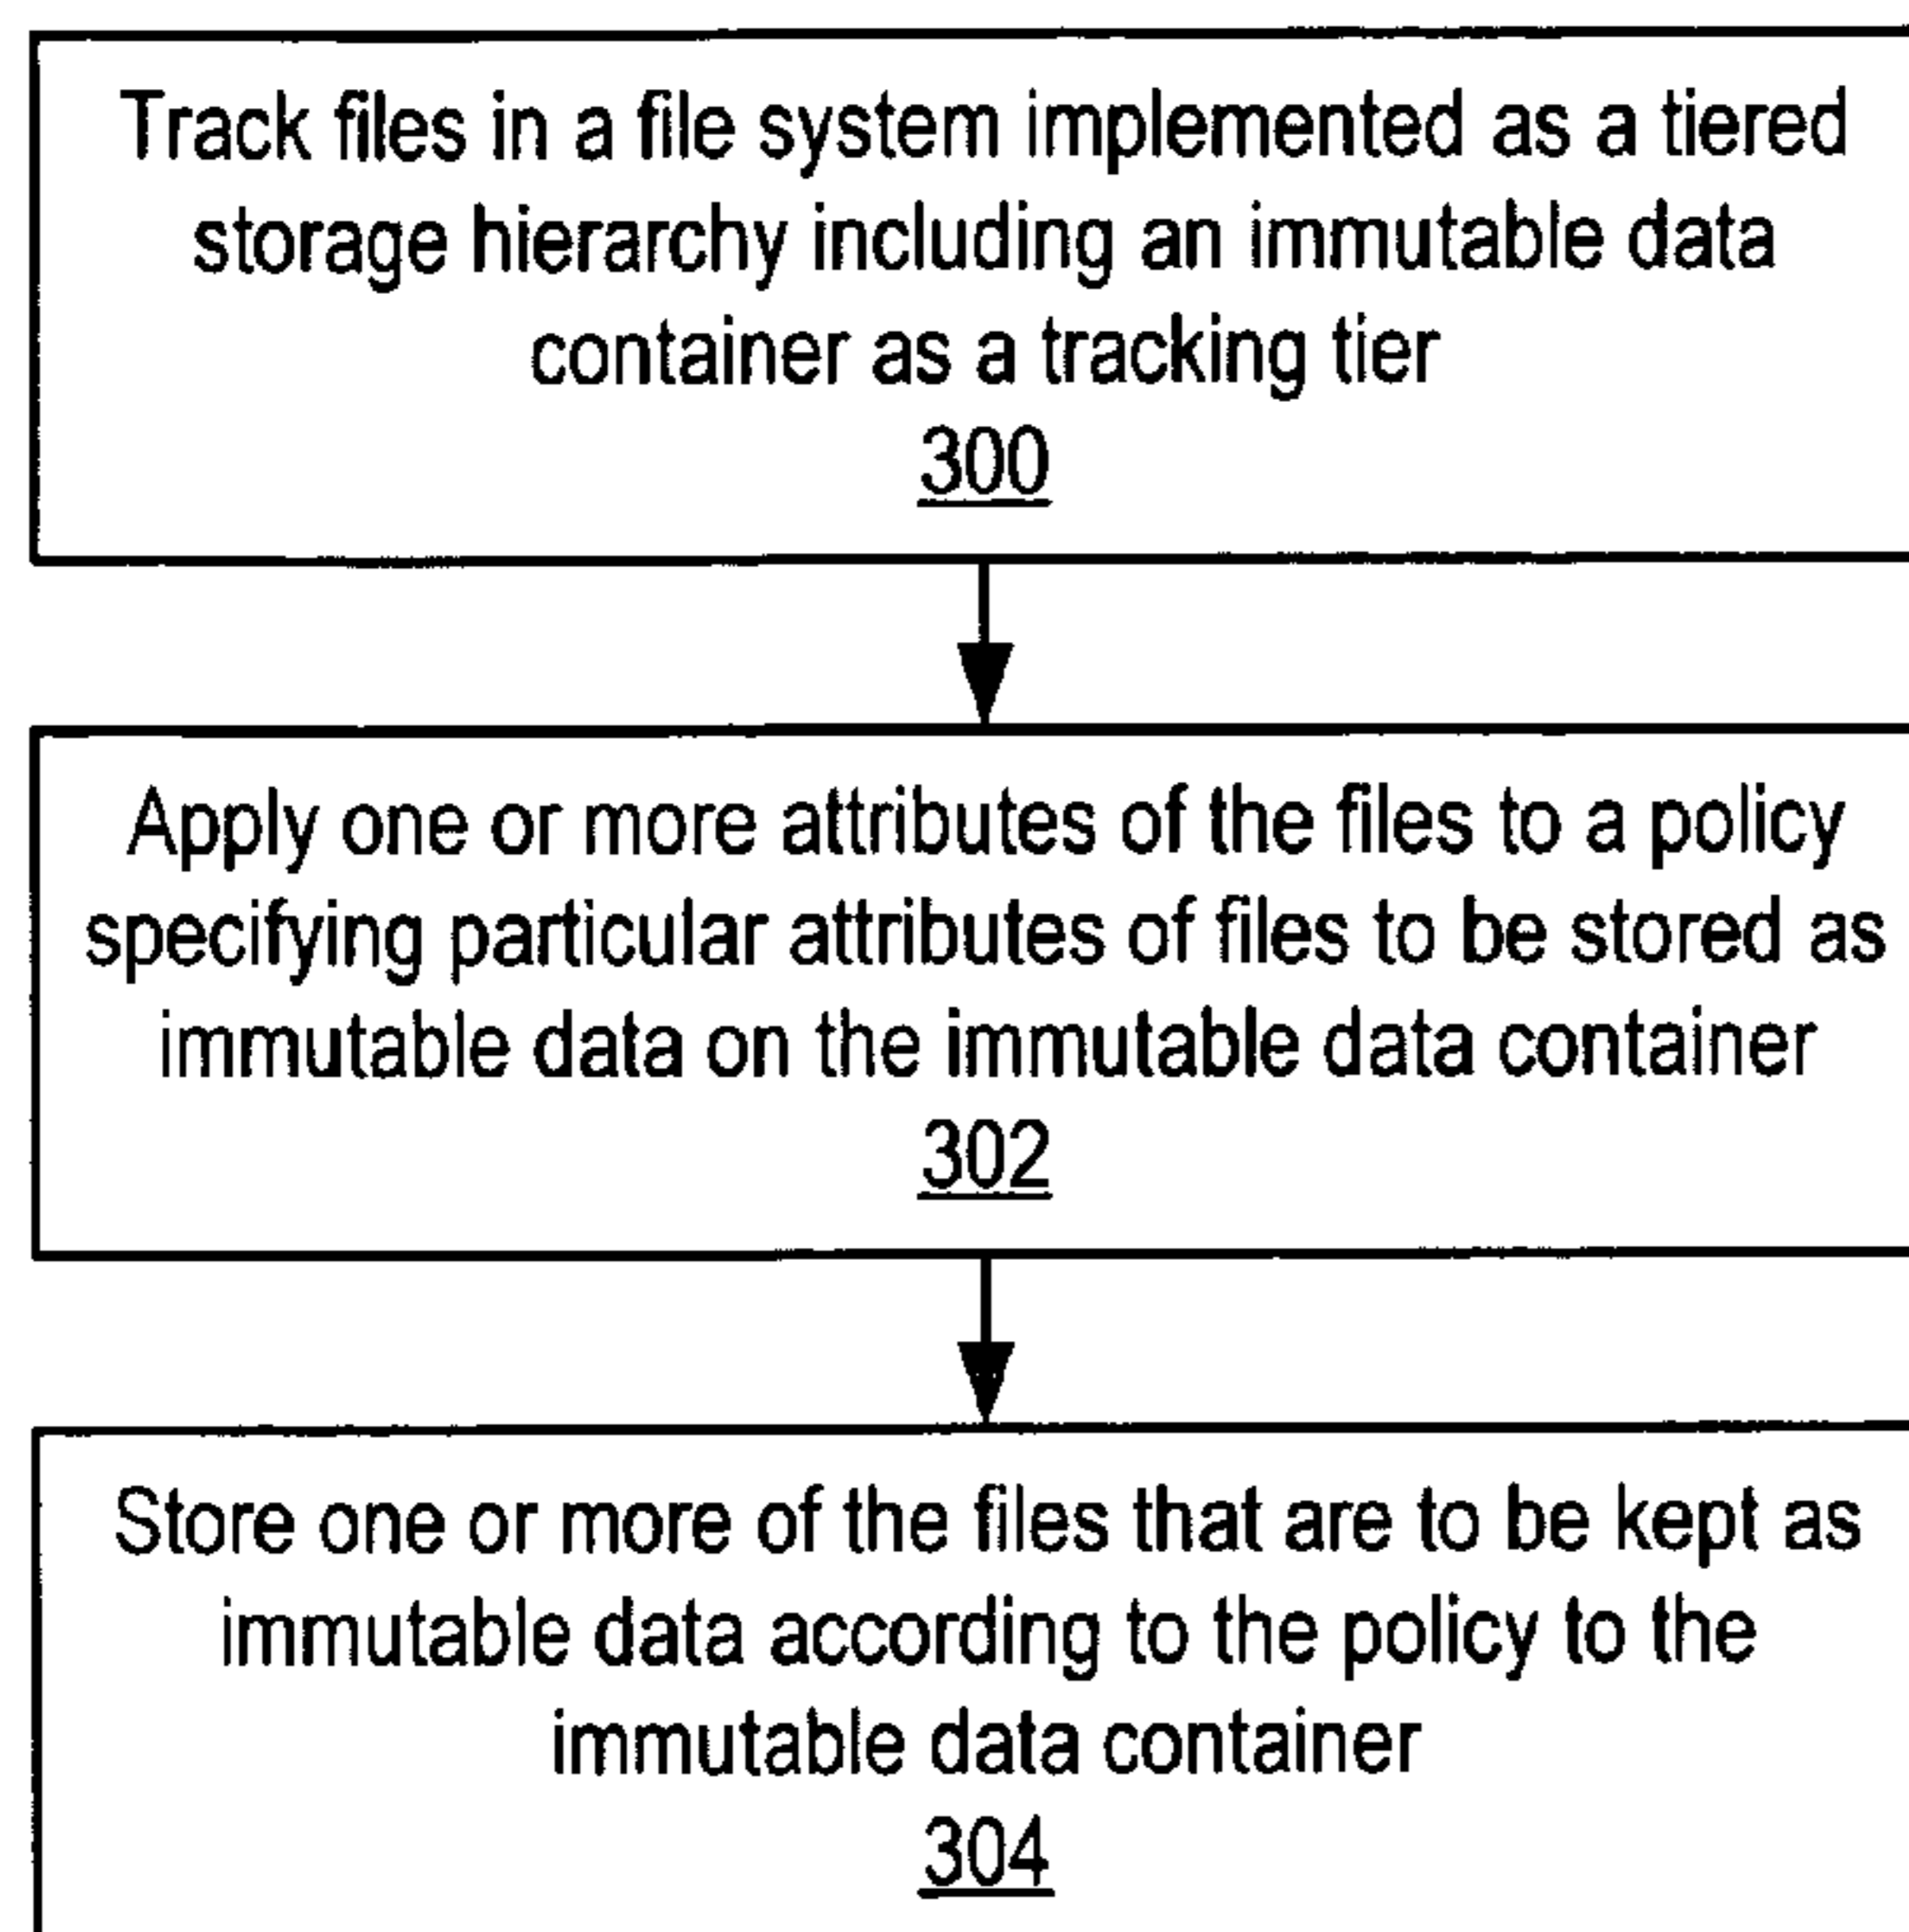 Track files in a file system implemented as a tiered
storage hierarchy including an immutable data
container as a tracking tier
300
Apply one or more attributes of the files to a policy
specifying particular attributes of files to be stored as
immutable data on the immutable data container
302
Store one or more of the files that are to be kept as
immutable data according to the policy to the
immutable data container
304